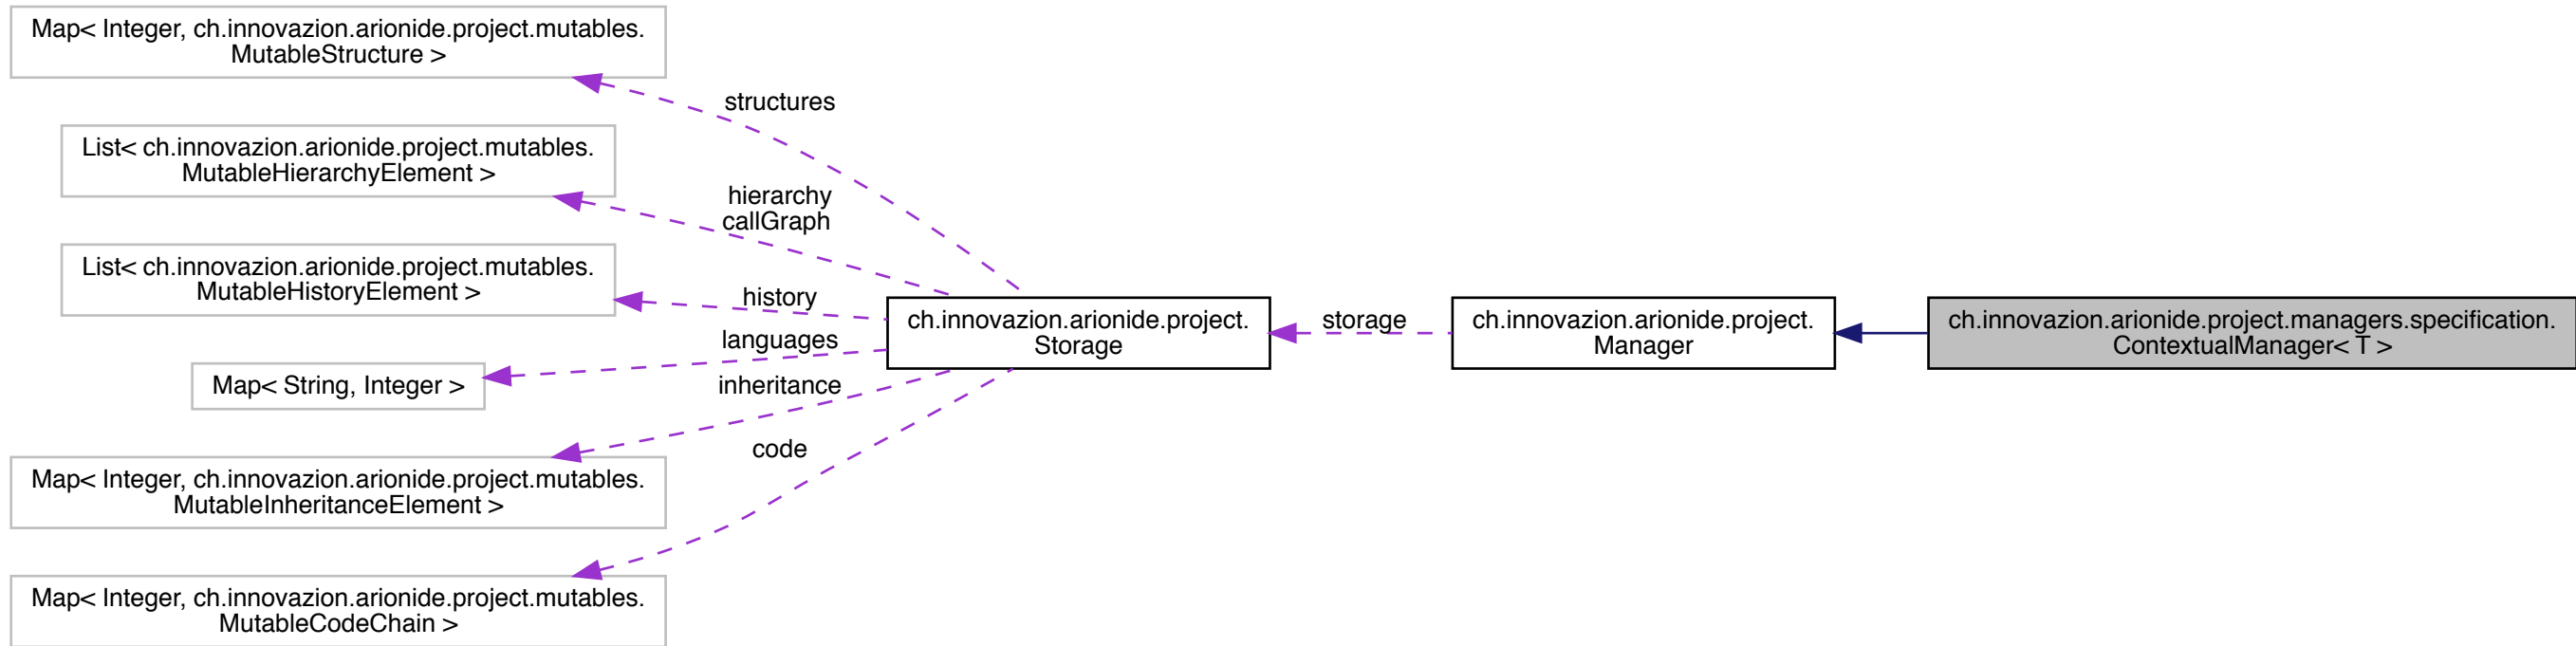 Map< Integer, ch.innovazion.arionide.project.mutables.
MutableStructure >
structures
List< ch.innovazion.arionide.project.mutables.
MutableHierarchyElement >
hierarchy
callGraph
List< ch.innovazion.arionide.project.mutables.
MutableHistoryElement >
history
languages
Map< String, Integer >
inheritance
Map< Integer, ch.innovazion.arionide.project.mutables.
MutableInheritanceElement >
code
Map< Integer, ch.innovazion.arionide.project.mutables.
MutableCodeChain >
ch.innovazion.arionide.project.
Storage
storage
ch.innovazion.arionide.project.
Manager
ch.innovazion.arionide.project.managers.specification.
ContextualManager< T >